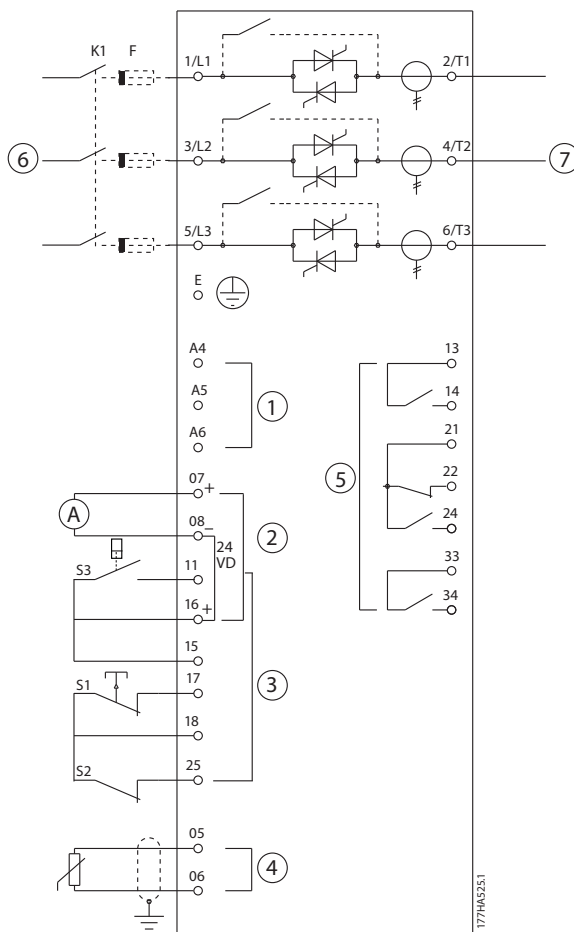 K1 F
1/L1 2/T1
6 3/L2 4/T2 7
5/L3 6/T3
E
A4 13
A5 1 14
A6 21
07 + 22
5
A 08 – 24
24 VD 2
S3 11 33
16 + 34
15
3
S1 17
18
S2 25
05
4
06
177HA525.1